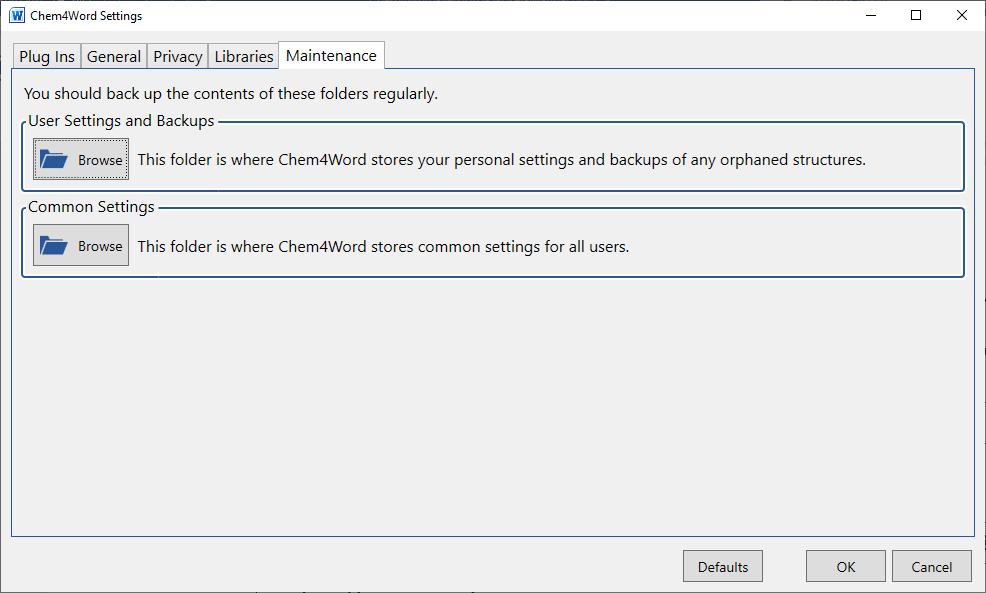 Chem4Word Settings
Plug Ins General Privacy Libraries Maintenance
You should back up the contents of these folders regularly.
User Settings and Backups
Browse This folder is where Chem4Word stores your personal settings and backups of any orphaned structures.
Common Settings
Browse This folder is where Chem4Word stores common settings for all users.
Defaults OK Cancel